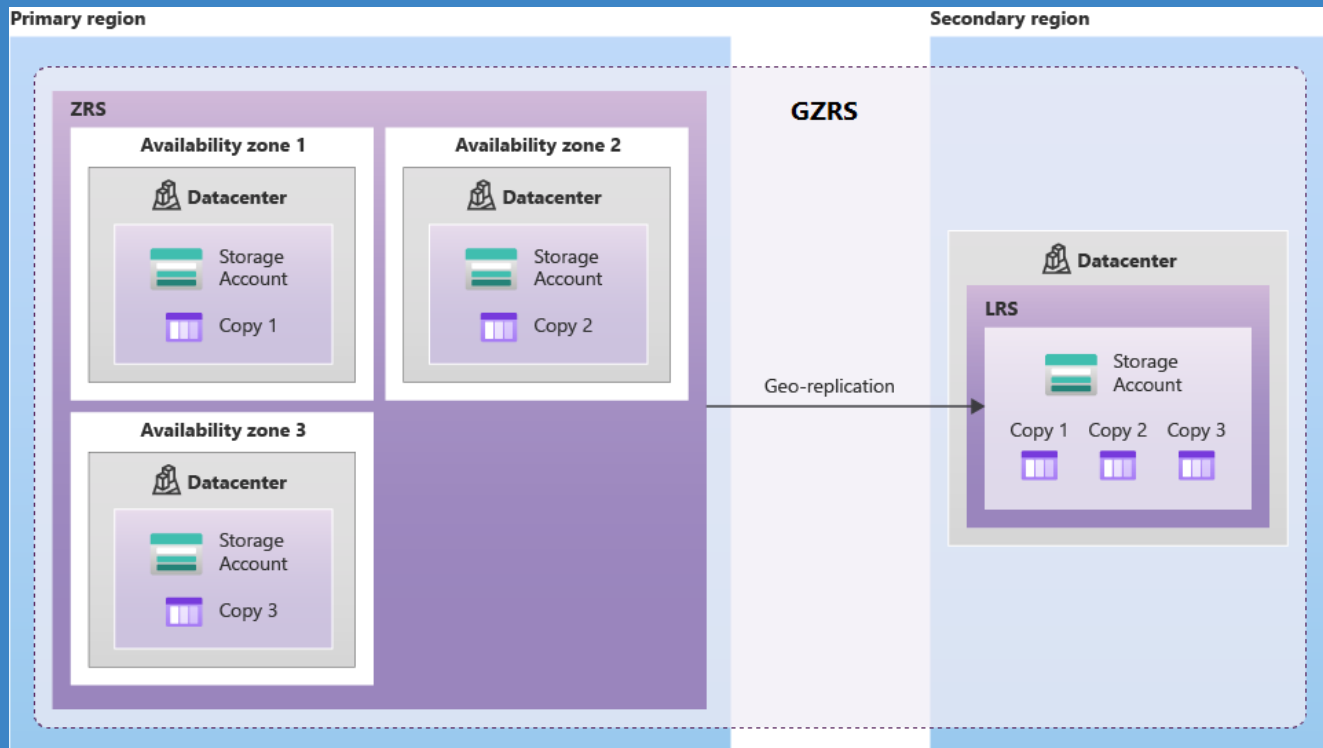 Primary region
Secondary region
GZRS
ZRS
Availability zone 1
Datacenter
Storage
Account
Copy 1
Availability zone 2
Datacenter
Storage
Account
Copy 2
Availability zone 3
Datacenter
Storage
Account
Copy 3
Geo-replication
Datacenter
LRS
Storage
Account
Copy 1 Copy 2 Copy 3